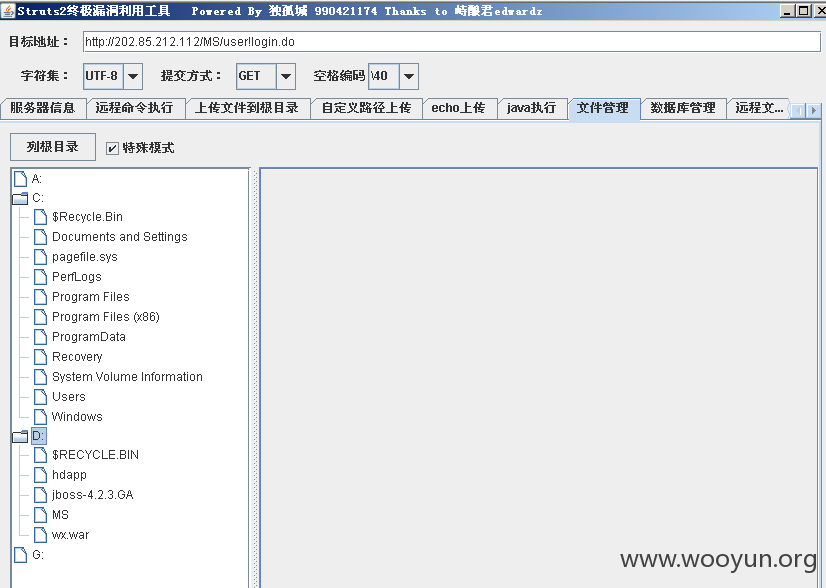 Struts2终极漏洞利用工具 Powered By 独孤城 990421174 Thanks to 峙酿君edwardz
目标地址： http://202.85.212.112/MS/user!login.do
字符集： UTF-8 提交方式： GET 空格编码 \40
服务器信息 远程命令执行 上传文件到根目录 自定义路径上传 echo上传 java执行 文件管理 数据库管理 远程文...
列根目录 特殊模式
A:
C:
$Recycle.Bin
Documents and Settings
pagefile.sys
PerfLogs
Program Files
Program Files (x86)
ProgramData
Recovery
System Volume Information
Users
Windows
D:
$RECYCLE.BIN
hdapp
jboss-4.2.3.GA
MS
wx.war
G:
www.wooyun.org